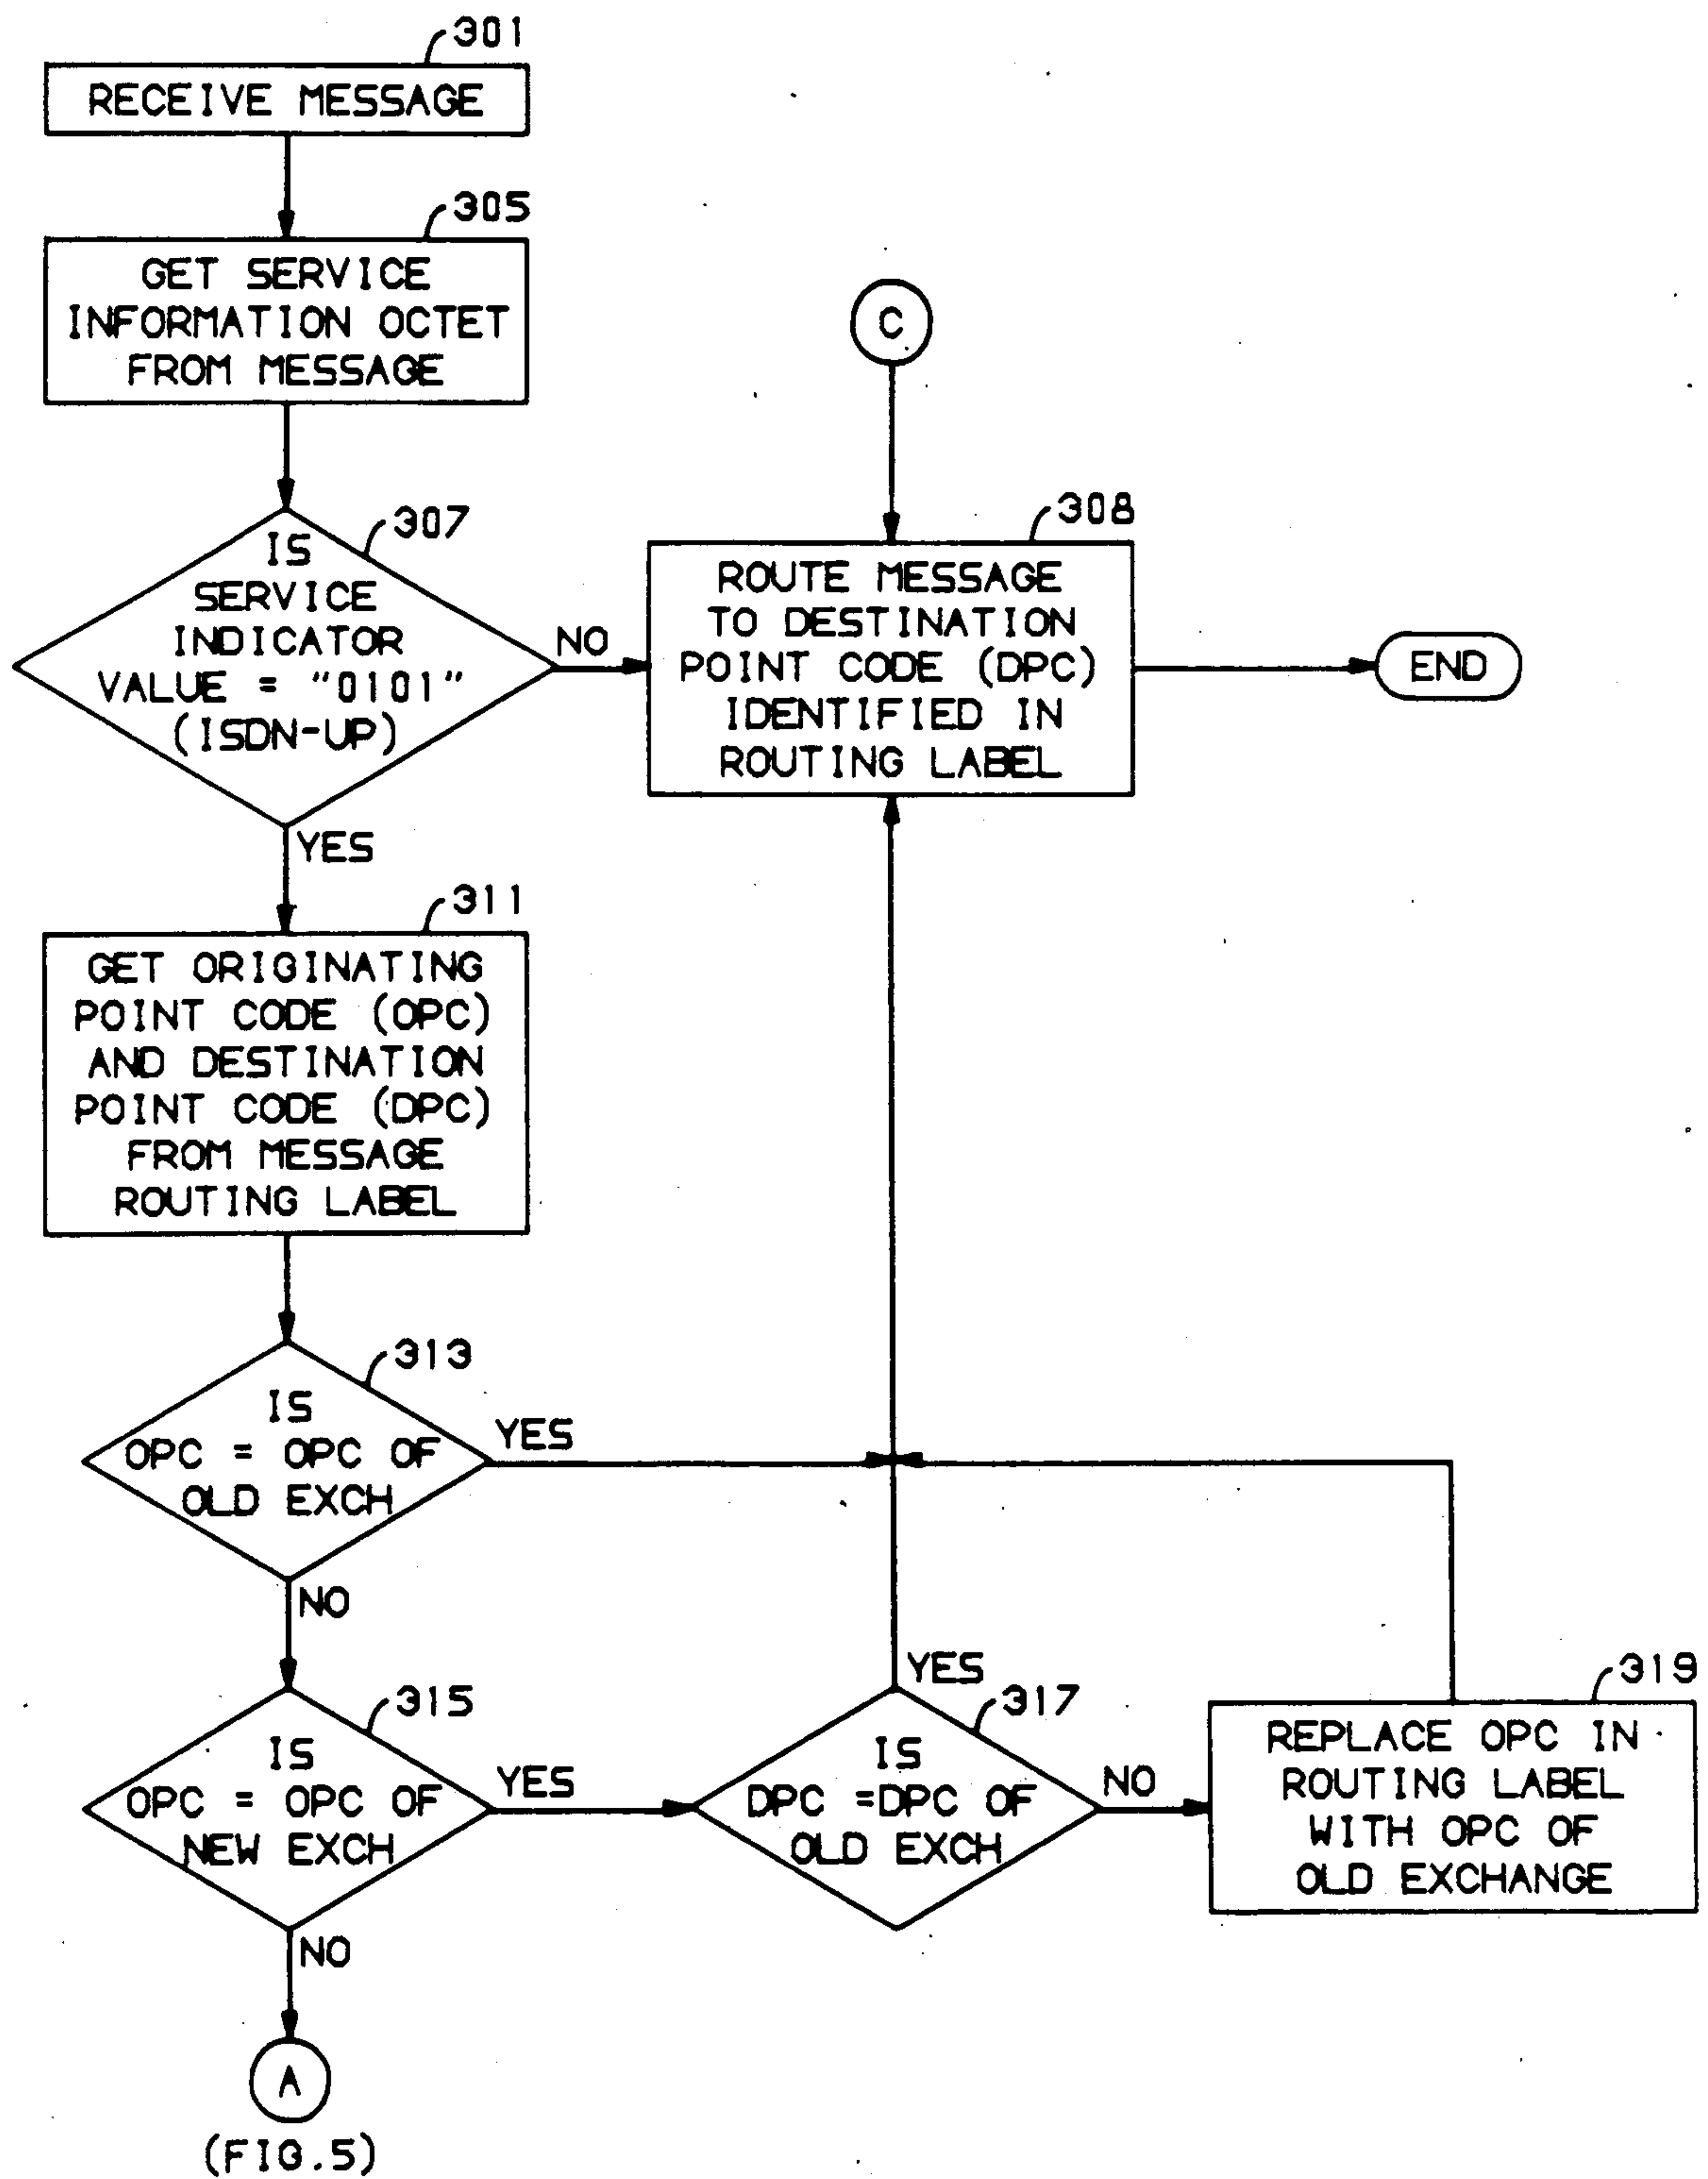 301
RECEIVE MESSAGE
305
GET SERVICE
INFORMATION OCTET
FROM MESSAGE
C
307
IS
SERVICE
INDICATOR
VALUE = "0101"
(ISDN-UP)
NO
YES
308
ROUTE MESSAGE
TO DESTINATION
POINT CODE (DPC)
IDENTIFIED IN
ROUTING LABEL
END
311
GET ORIGINATING
POINT CODE (OPC)
AND DESTINATION
POINT CODE (DPC)
FROM MESSAGE
ROUTING LABEL
313
IS
OPC = OPC OF
OLD EXCH
YES
NO
315
IS
OPC = OPC OF
NEW EXCH
YES
NO
YES
317
IS
DPC =DPC OF
OLD EXCH
NO
319
REPLACE OPC IN
ROUTING LABEL
WITH OPC OF
OLD EXCHANGE
A
(FIG.5)